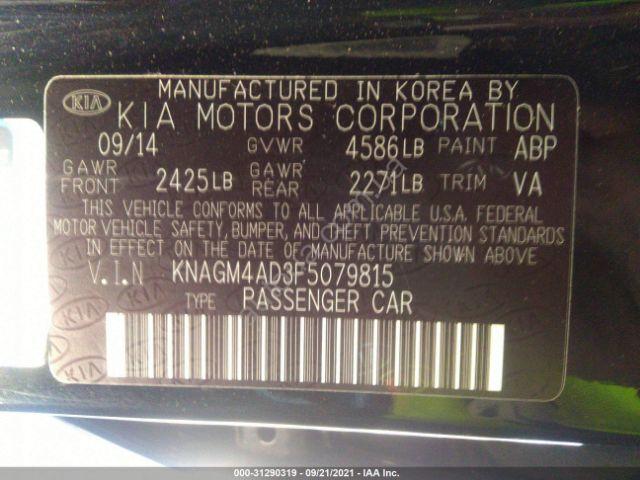 MANUFACTURED IN KOREA BY
KIA KIA MOTORS CORPORATION
09/14 GVWR 4586LB PAINT ABP
GAWR FRONT 2425LB GAWR REAR 2271LB TRIM VA
THIS VEHICLE CONFORMS TO ALL APPLICABLE U.S.A. FEDERAL
MOTOR VEHICLE SAFETY, BUMPER, AND THEFT PREVENTION STANDARDS
IN EFFECT ON THE DATE OF MANUFACTURE SHOWN ABOVE
V.I.N KNAGM4AD3F5079815
TYPE PASSENGER CAR
000-31290319 - 09/21/2021 - IAA Inc.